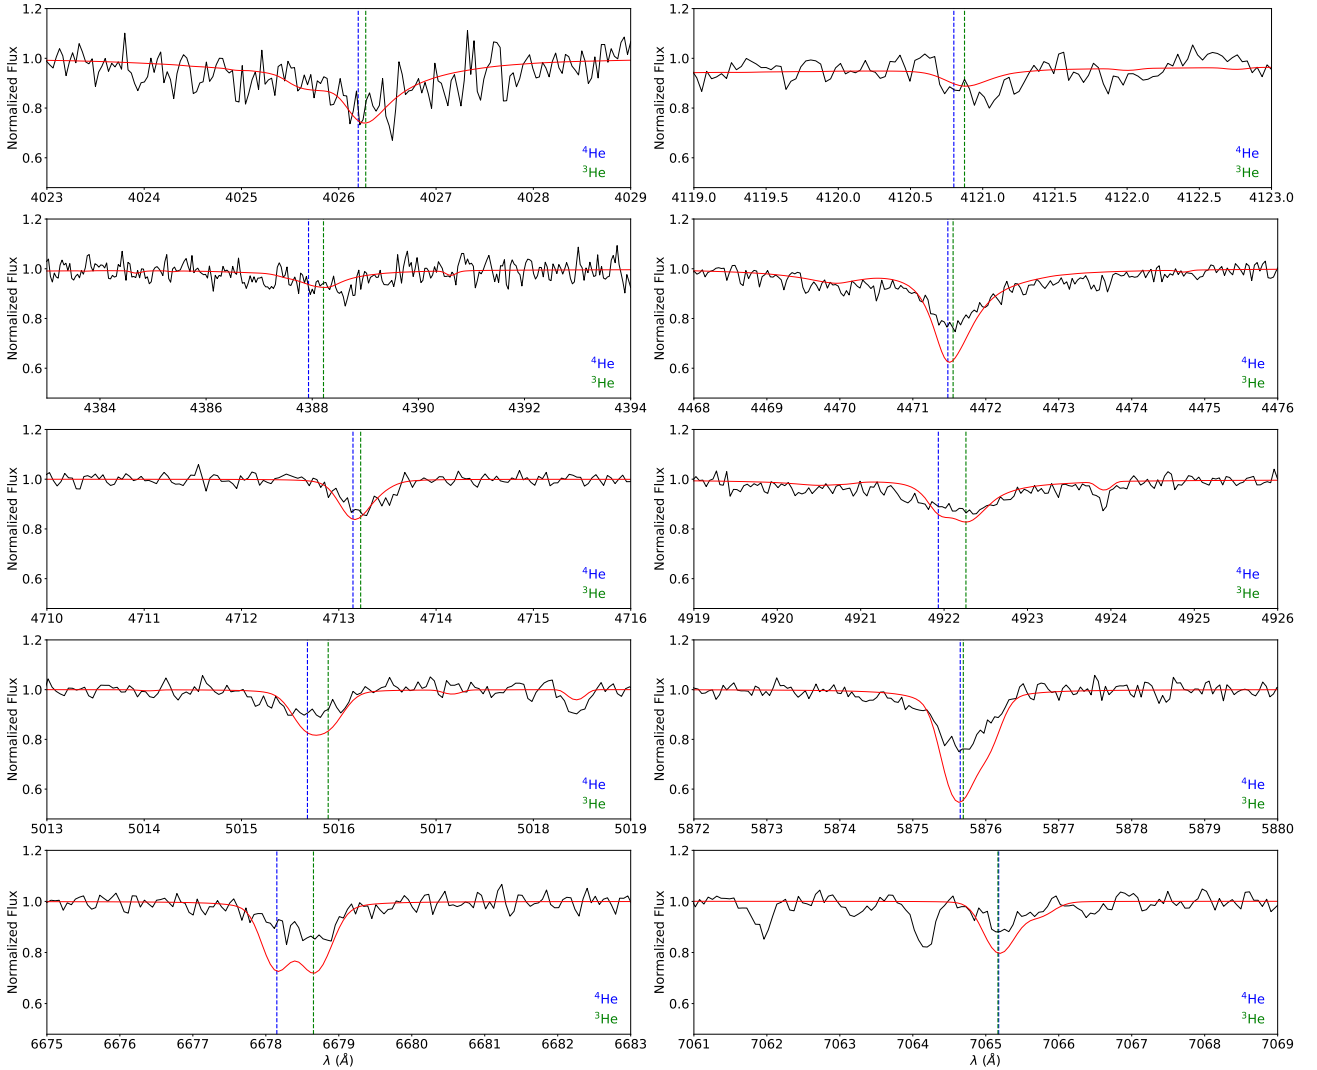 1.2
1.0
0.8
0.6
Normalized Flux
⁴He
³He
4023 4024 4025 4026 4027 4028 4029
1.2
1.0
0.8
0.6
Normalized Flux
⁴He
³He
4119.0 4119.5 4120.0 4120.5 4121.0 4121.5 4122.0 4122.5 4123.0
1.2
1.0
0.8
0.6
Normalized Flux
⁴He
³He
4384 4386 4388 4390 4392 4394
1.2
1.0
0.8
0.6
Normalized Flux
⁴He
³He
4468 4469 4470 4471 4472 4473 4474 4475 4476
1.2
1.0
0.8
0.6
Normalized Flux
⁴He
³He
4710 4711 4712 4713 4714 4715 4716
1.2
1.0
0.8
0.6
Normalized Flux
⁴He
³He
4919 4920 4921 4922 4923 4924 4925 4926
1.2
1.0
0.8
0.6
Normalized Flux
⁴He
³He
5013 5014 5015 5016 5017 5018 5019
1.2
1.0
0.8
0.6
Normalized Flux
⁴He
³He
5872 5873 5874 5875 5876 5877 5878 5879 5880
1.2
1.0
0.8
0.6
Normalized Flux
⁴He
³He
6675 6676 6677 6678 6679 6680 6681 6682 6683
λ (Å)
1.2
1.0
0.8
0.6
Normalized Flux
⁴He
³He
7061 7062 7063 7064 7065 7066 7067 7068 7069
λ (Å)